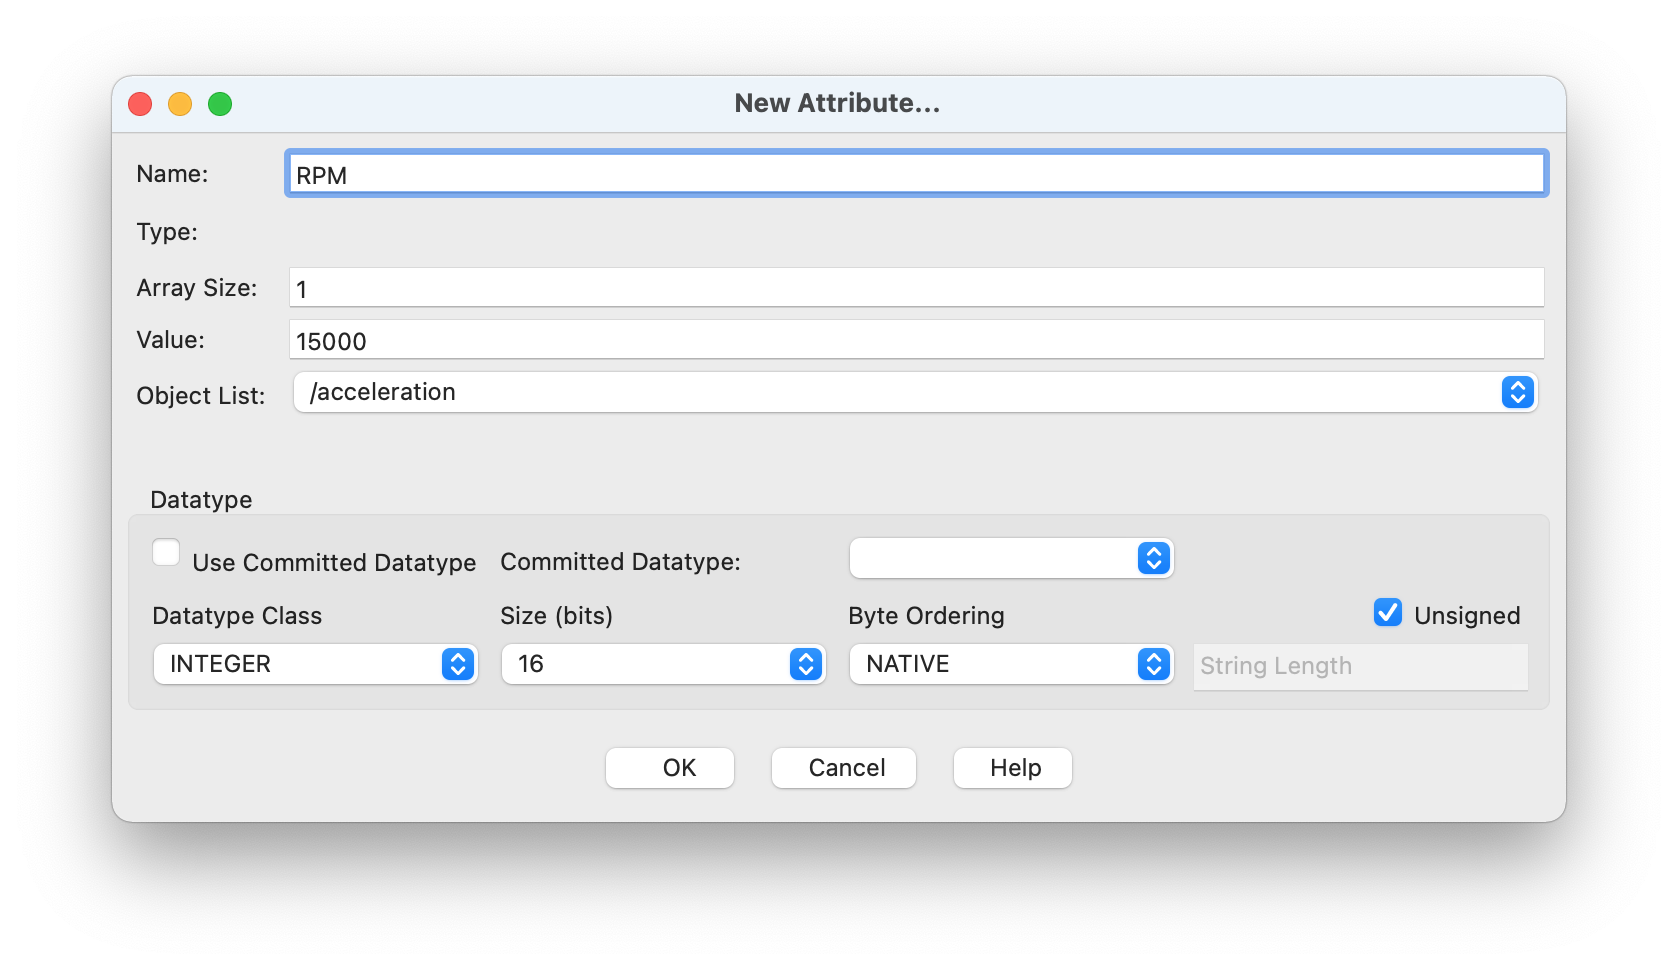 New Attribute...
Name: RPM
Type:
Array Size: 1
Value: 15000
Object List: /acceleration
Datatype
Use Committed Datatype Committed Datatype:
Datatype Class Size (bits) Byte Ordering Unsigned
INTEGER 16 NATIVE String Length
OK Cancel Help